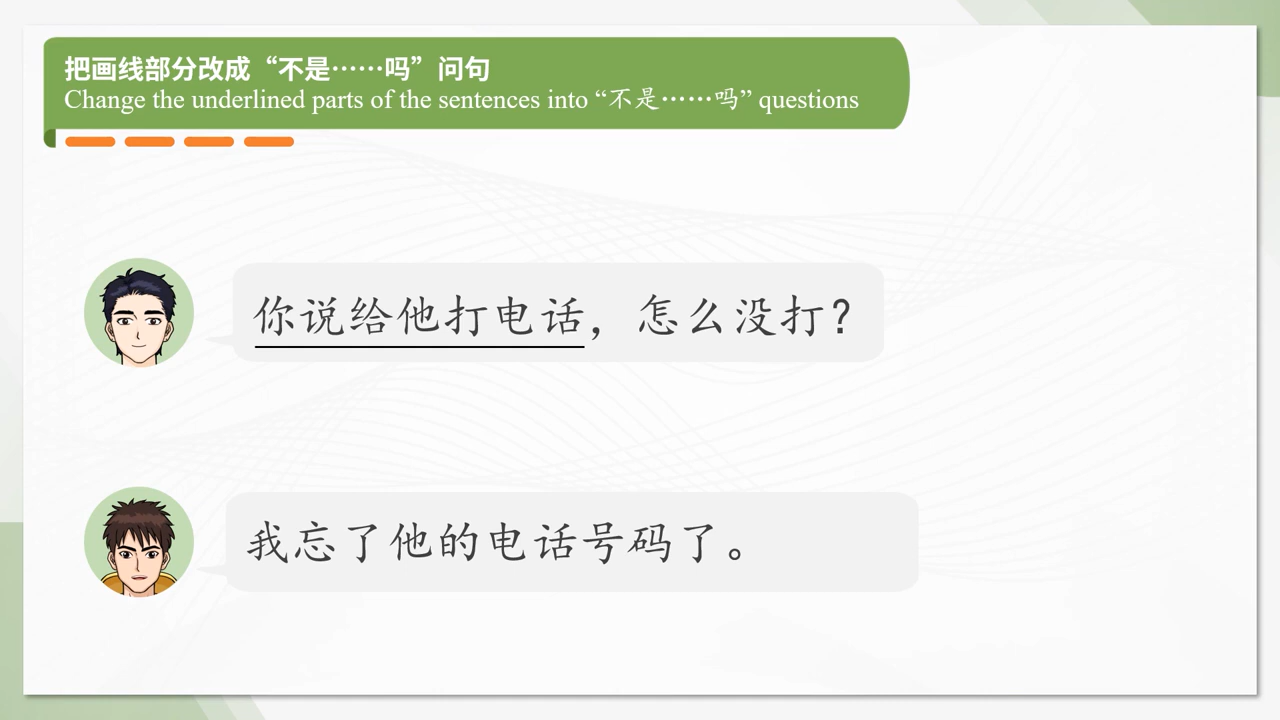 把画线部分改成“不是……吗”问句
Change the underlined parts of the sentences into “不是……吗” questions
你说给他打电话，怎么没打？
我忘了他的电话号码了。